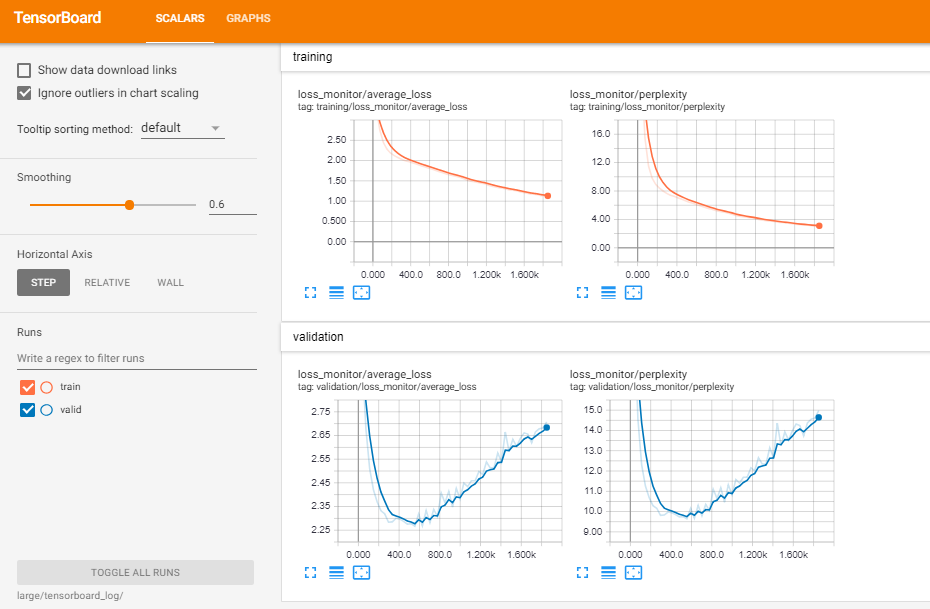 TensorBoard
SCALARS
GRAPHS
Show data download links
Ignore outliers in chart scaling
Tooltip sorting method: default
Smoothing
0.6
Horizontal Axis
STEP
RELATIVE
WALL
Runs
Write a regex to filter runs
train
valid
TOGGLE ALL RUNS
large/tensorboard_log/
training
loss_monitor/average_loss
tag: training/loss_monitor/average_loss
2.50
2.00
1.50
1.00
0.500
0.00
0.000 400.0 800.0 1.200k 1.600k
loss_monitor/perplexity
tag: training/loss_monitor/perplexity
16.0
12.0
8.00
4.00
0.00
0.000 400.0 800.0 1.200k 1.600k
validation
loss_monitor/average_loss
tag: validation/loss_monitor/average_loss
2.75
2.65
2.55
2.45
2.35
2.25
0.000 400.0 800.0 1.200k 1.600k
loss_monitor/perplexity
tag: validation/loss_monitor/perplexity
15.0
14.0
13.0
12.0
11.0
10.0
9.00
0.000 400.0 800.0 1.200k 1.600k